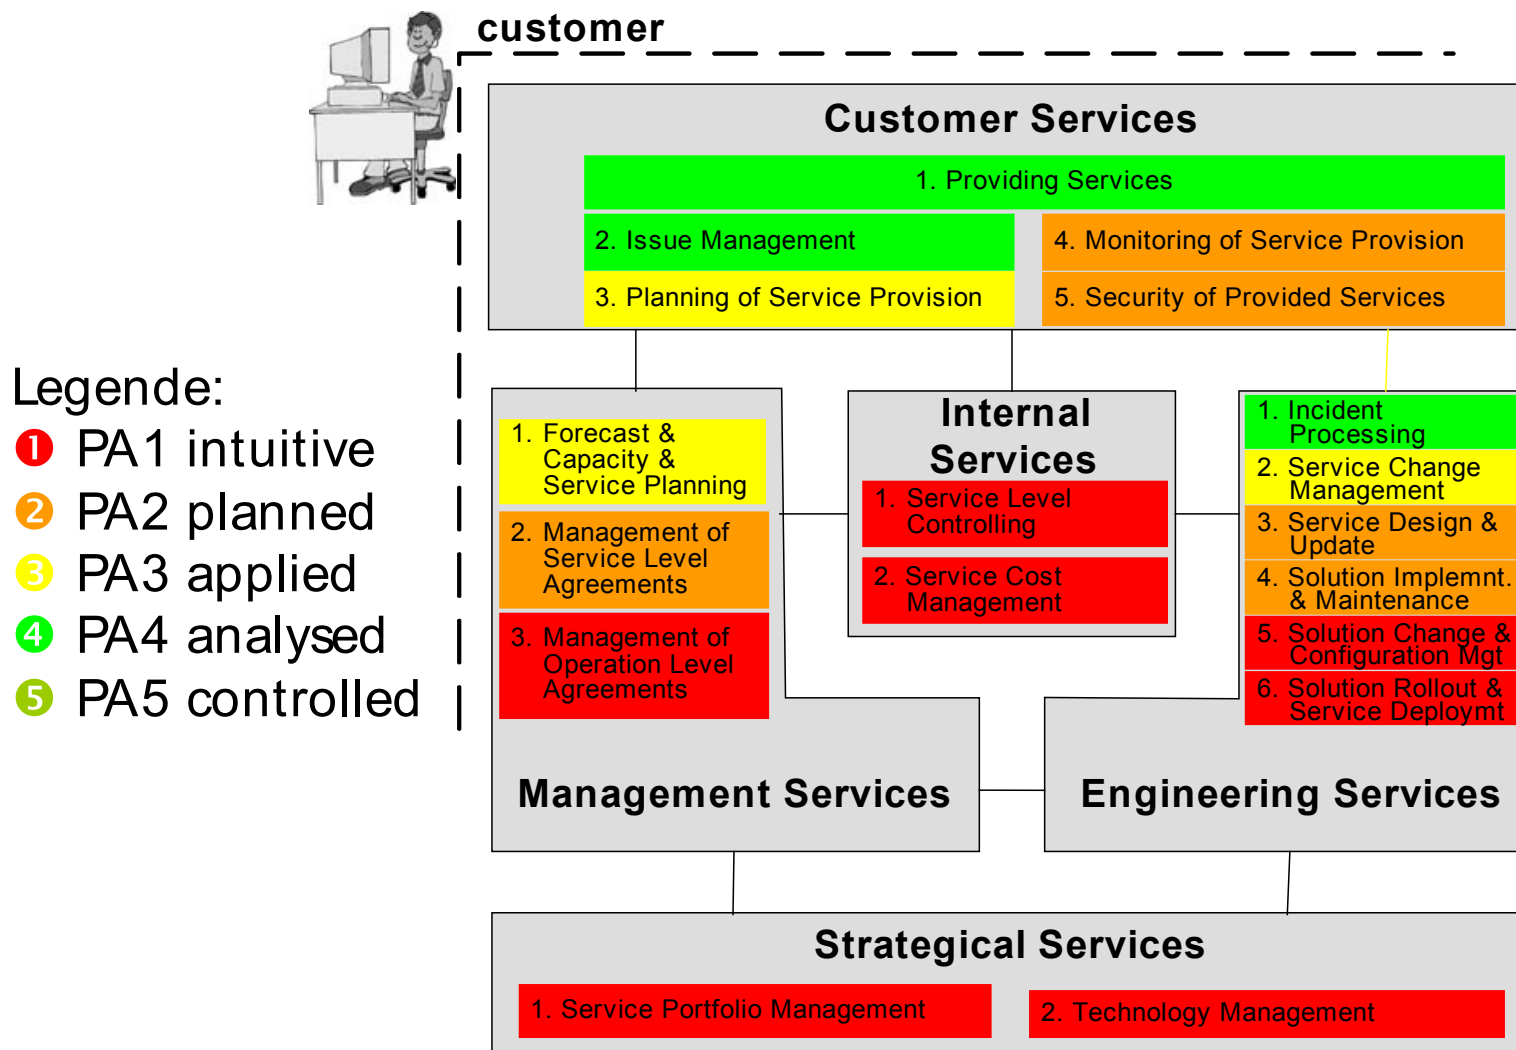 customer
Customer Services
1. Providing Services
2. Issue Management
3. Planning of Service Provision
4. Monitoring of Service Provision
5. Security of Provided Services
Legende:
1 PA1 intuitive
2 PA2 planned
3 PA3 applied
4 PA4 analysed
5 PA5 controlled
1. Forecast &
Capacity &
Service Planning
2. Management of
Service Level
Agreements
3. Management of
Operation Level
Agreements
Management Services
Internal
Services
1. Service Level
Controlling
2. Service Cost
Management
1. Incident
Processing
2. Service Change
Management
3. Service Design &
Update
4. Solution Implemnt.
& Maintenance
5. Solution Change &
Configuration Mgt
6. Solution Rollout &
Service Deploymt
Engineering Services
Strategical Services
1. Service Portfolio Management
2. Technology Management